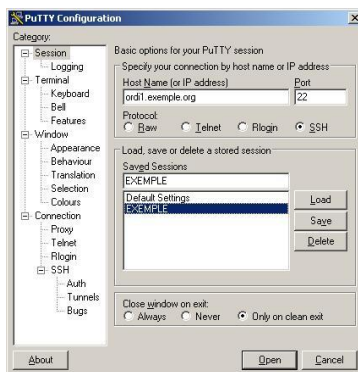 PuTTY Configuration
Category:
Session
Logging
Terminal
Keyboard
Bell
Features
Window
Appearance
Behaviour
Translation
Selection
Colours
Connection
Proxy
Telnet
Rlogin
SSH
Auth
Tunnels
Bugs
Basic options for your PuTTY session
Specify your connection by host name or IP address
Host Name (or IP address) Port
ordi1.exemple.org 22
Protocol:
Raw Telnet Rlogin SSH
Load, save or delete a stored session
Saved Sessions
EXEMPLE
Default Settings
EXEMPLE
Load
Save
Delete
Close window on exit:
Always Never Only on clean exit
About Open Cancel